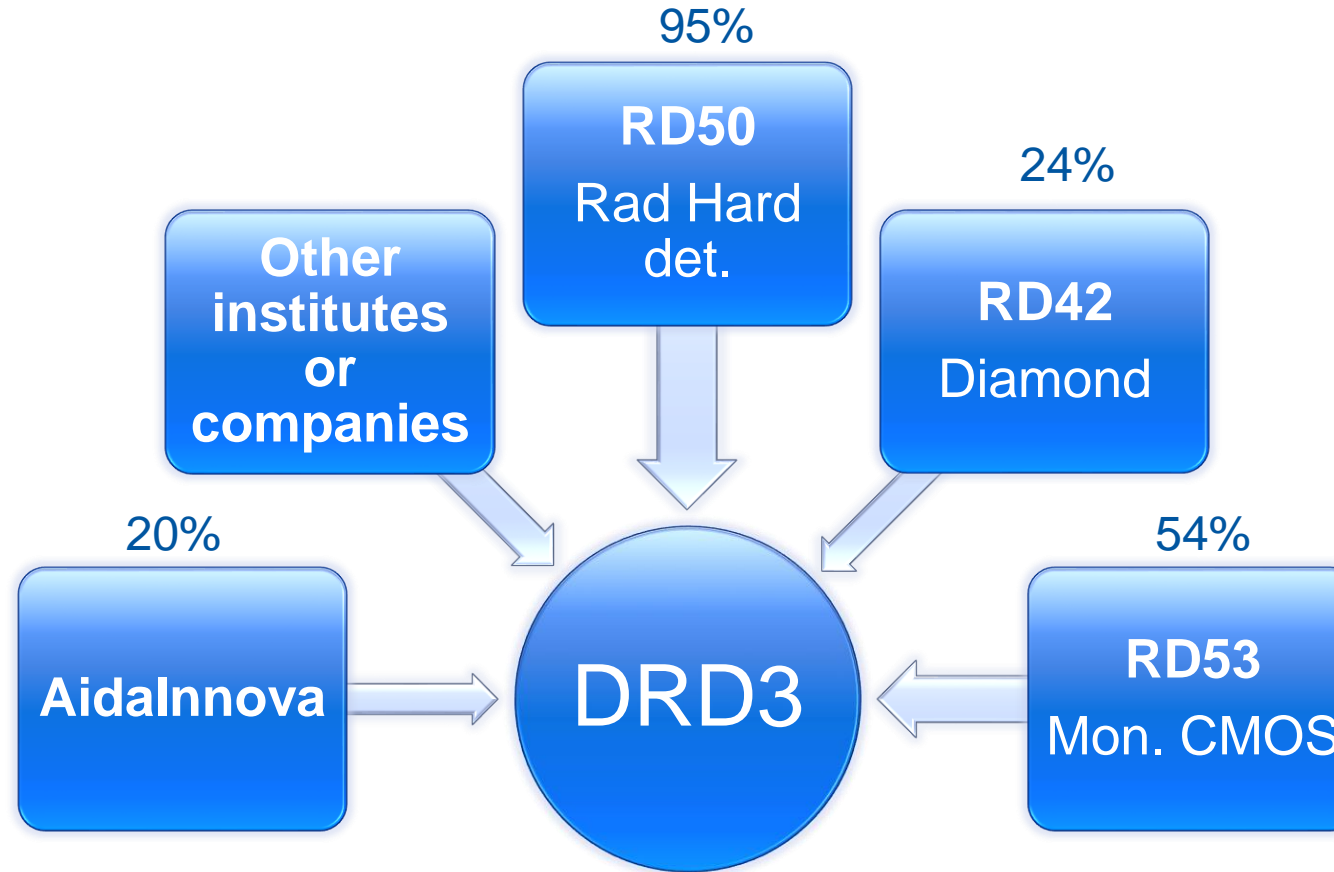 95%
RD50
Rad Hard
det.
24%
RD42
Diamond
Other
institutes
or
companies
20%
AidaInnova
DRD3
54%
RD53
Mon. CMOS